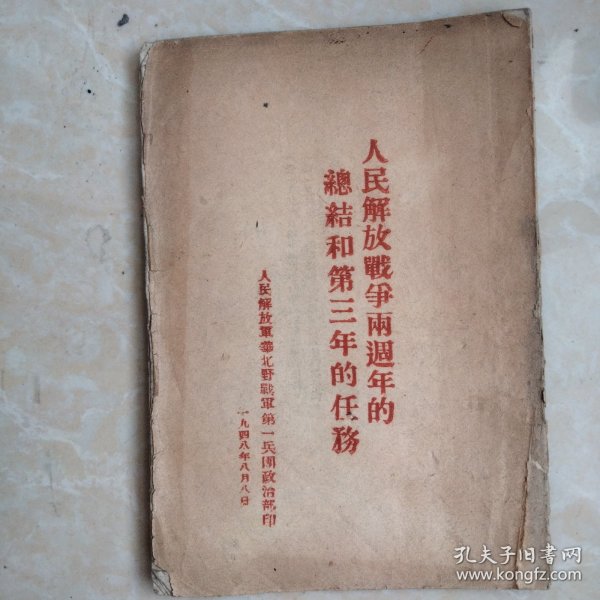 人民解放戰爭兩週年的
總結和第三年的任務
人民解放軍華北野戰軍第一兵團政治部印
一九四八年八月八日
孔夫子旧书网
www.kongfz.com